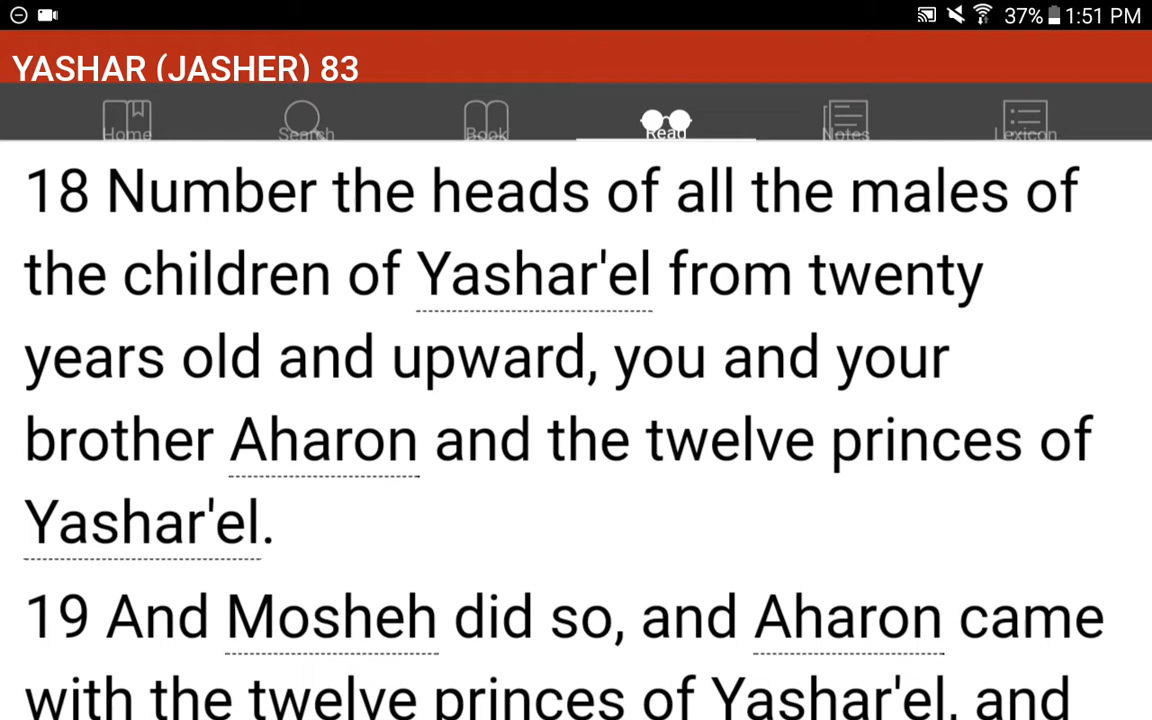 37% 1:51 PM
YASHAR (JASHER) 83
Home Search Book Read Notes Lexicon
18 Number the heads of all the males of
the children of Yashar'el from twenty
years old and upward, you and your
brother Aharon and the twelve princes of
Yashar'el.
19 And Mosheh did so, and Aharon came
with the twelve princes of Yashar'el, and